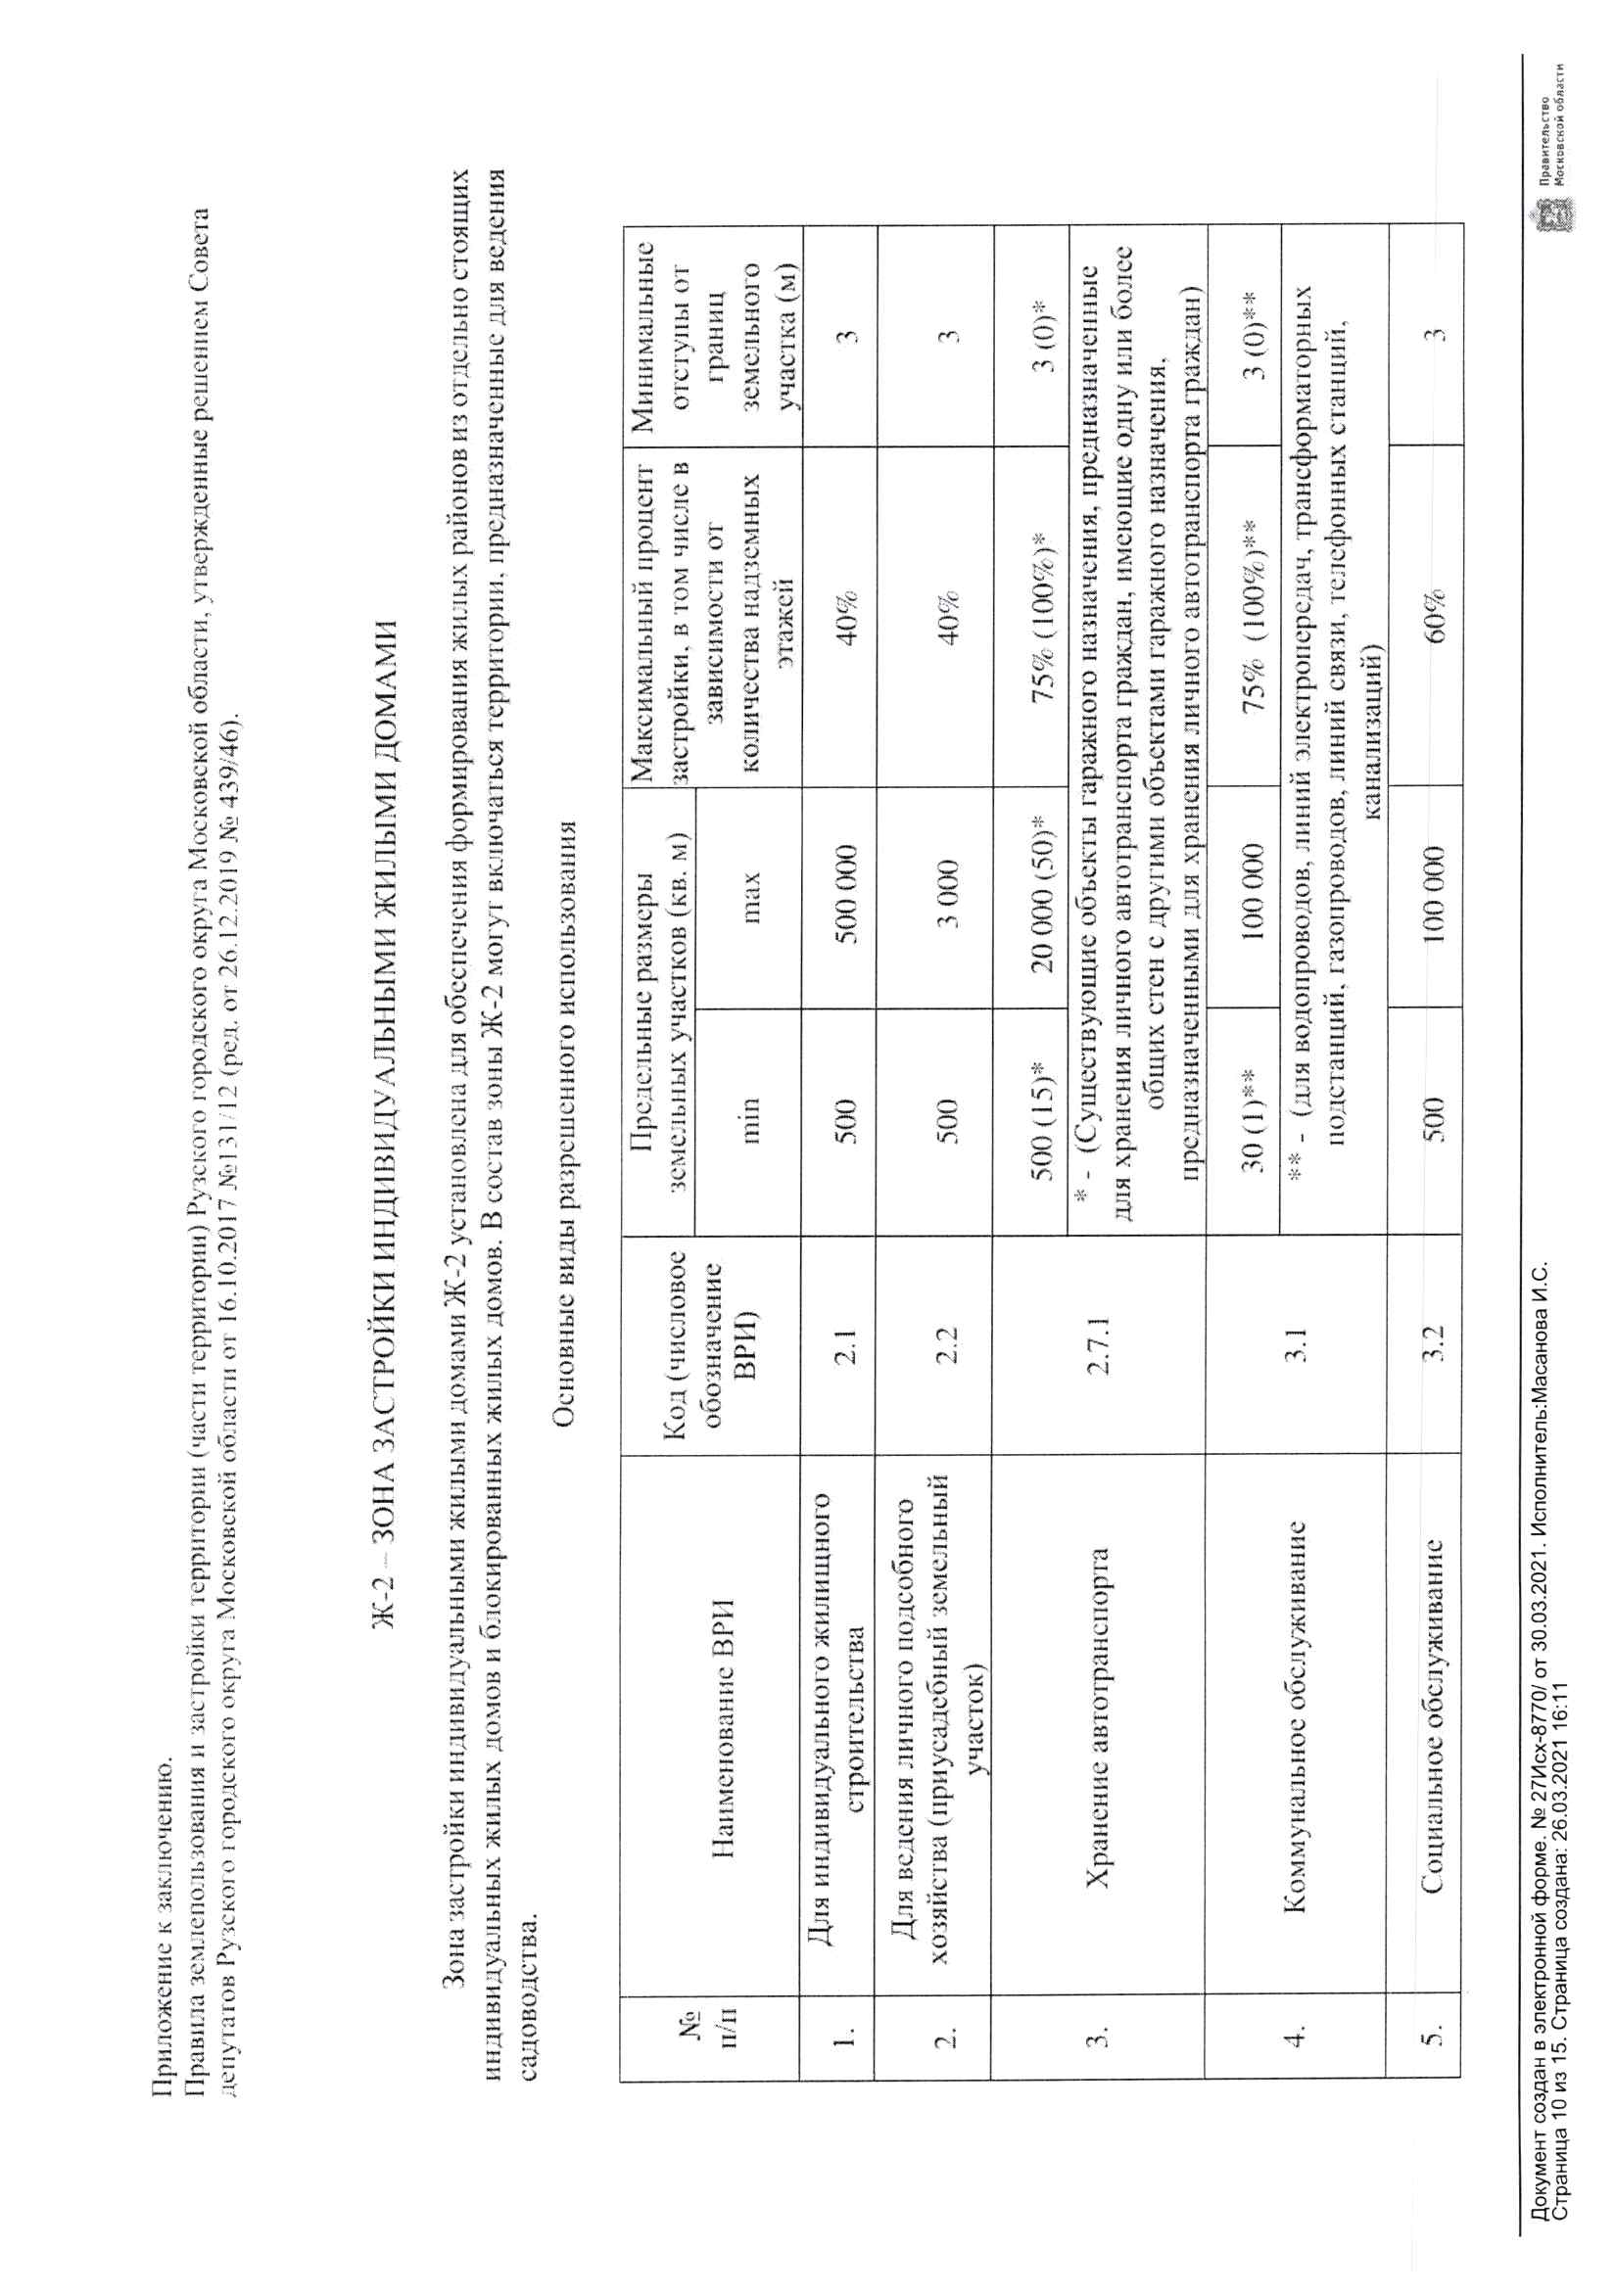 Приложение к заключению.
Правила землепользования и застройки территории (части территории) Рузского городского округа Московской области, утвержденные решением Совета
депутатов Рузского городского округа Московской области от 16.10.2017 №131/12 (ред. от 26.12.2019 № 439/46).
Ж-2 – ЗОНА ЗАСТРОЙКИ ИНДИВИДУАЛЬНЫМИ ЖИЛЫМИ ДОМАМИ
Зона застройки индивидуальными жилыми домами Ж-2 установлена для обеспечения формирования жилых районов из отдельно стоящих
индивидуальных жилых домов и блокированных жилых домов. В состав зоны Ж-2 могут включаться территории, предназначенные для ведения
садоводства.
Основные виды разрешенного использования
№
п/п
Наименование ВРИ
Код (числовое
обозначение
ВРИ)
Предельные размеры
земельных участков (кв. м)
min
max
Максимальный процент
застройки, в том числе в
зависимости от
количества надземных
этажей
Минимальные
отступы от
границ
земельного
участка (м)
1.
Для индивидуального жилищного
строительства
2.1
500
500 000
40%
3
2.
Для ведения личного подсобного
хозяйства (приусадебный земельный
участок)
2.2
500
3 000
40%
3
3.
Хранение автотранспорта
2.7.1
500 (15)*
20 000 (50)*
75% (100%)*
3 (0)*
* - (Существующие объекты гаражного назначения, предназначенные
для хранения личного автотранспорта граждан, имеющие одну или более
общих стен с другими объектами гаражного назначения,
предназначенными для хранения личного автотранспорта граждан)
4.
Коммунальное обслуживание
3.1
30 (1)**
100 000
75% (100%)**
3 (0)**
** - (для водопроводов, линий электропередач, трансформаторных
подстанций, газопроводов, линий связи, телефонных станций,
канализаций)
5.
Социальное обслуживание
3.2
500
100 000
60%
3
Документ создан в электронной форме. № 27Исх-8770/ от 30.03.2021. Исполнитель:Масанова И.С.
Страница 10 из 15. Страница создана: 26.03.2021 16:11
Правительство
Московской области